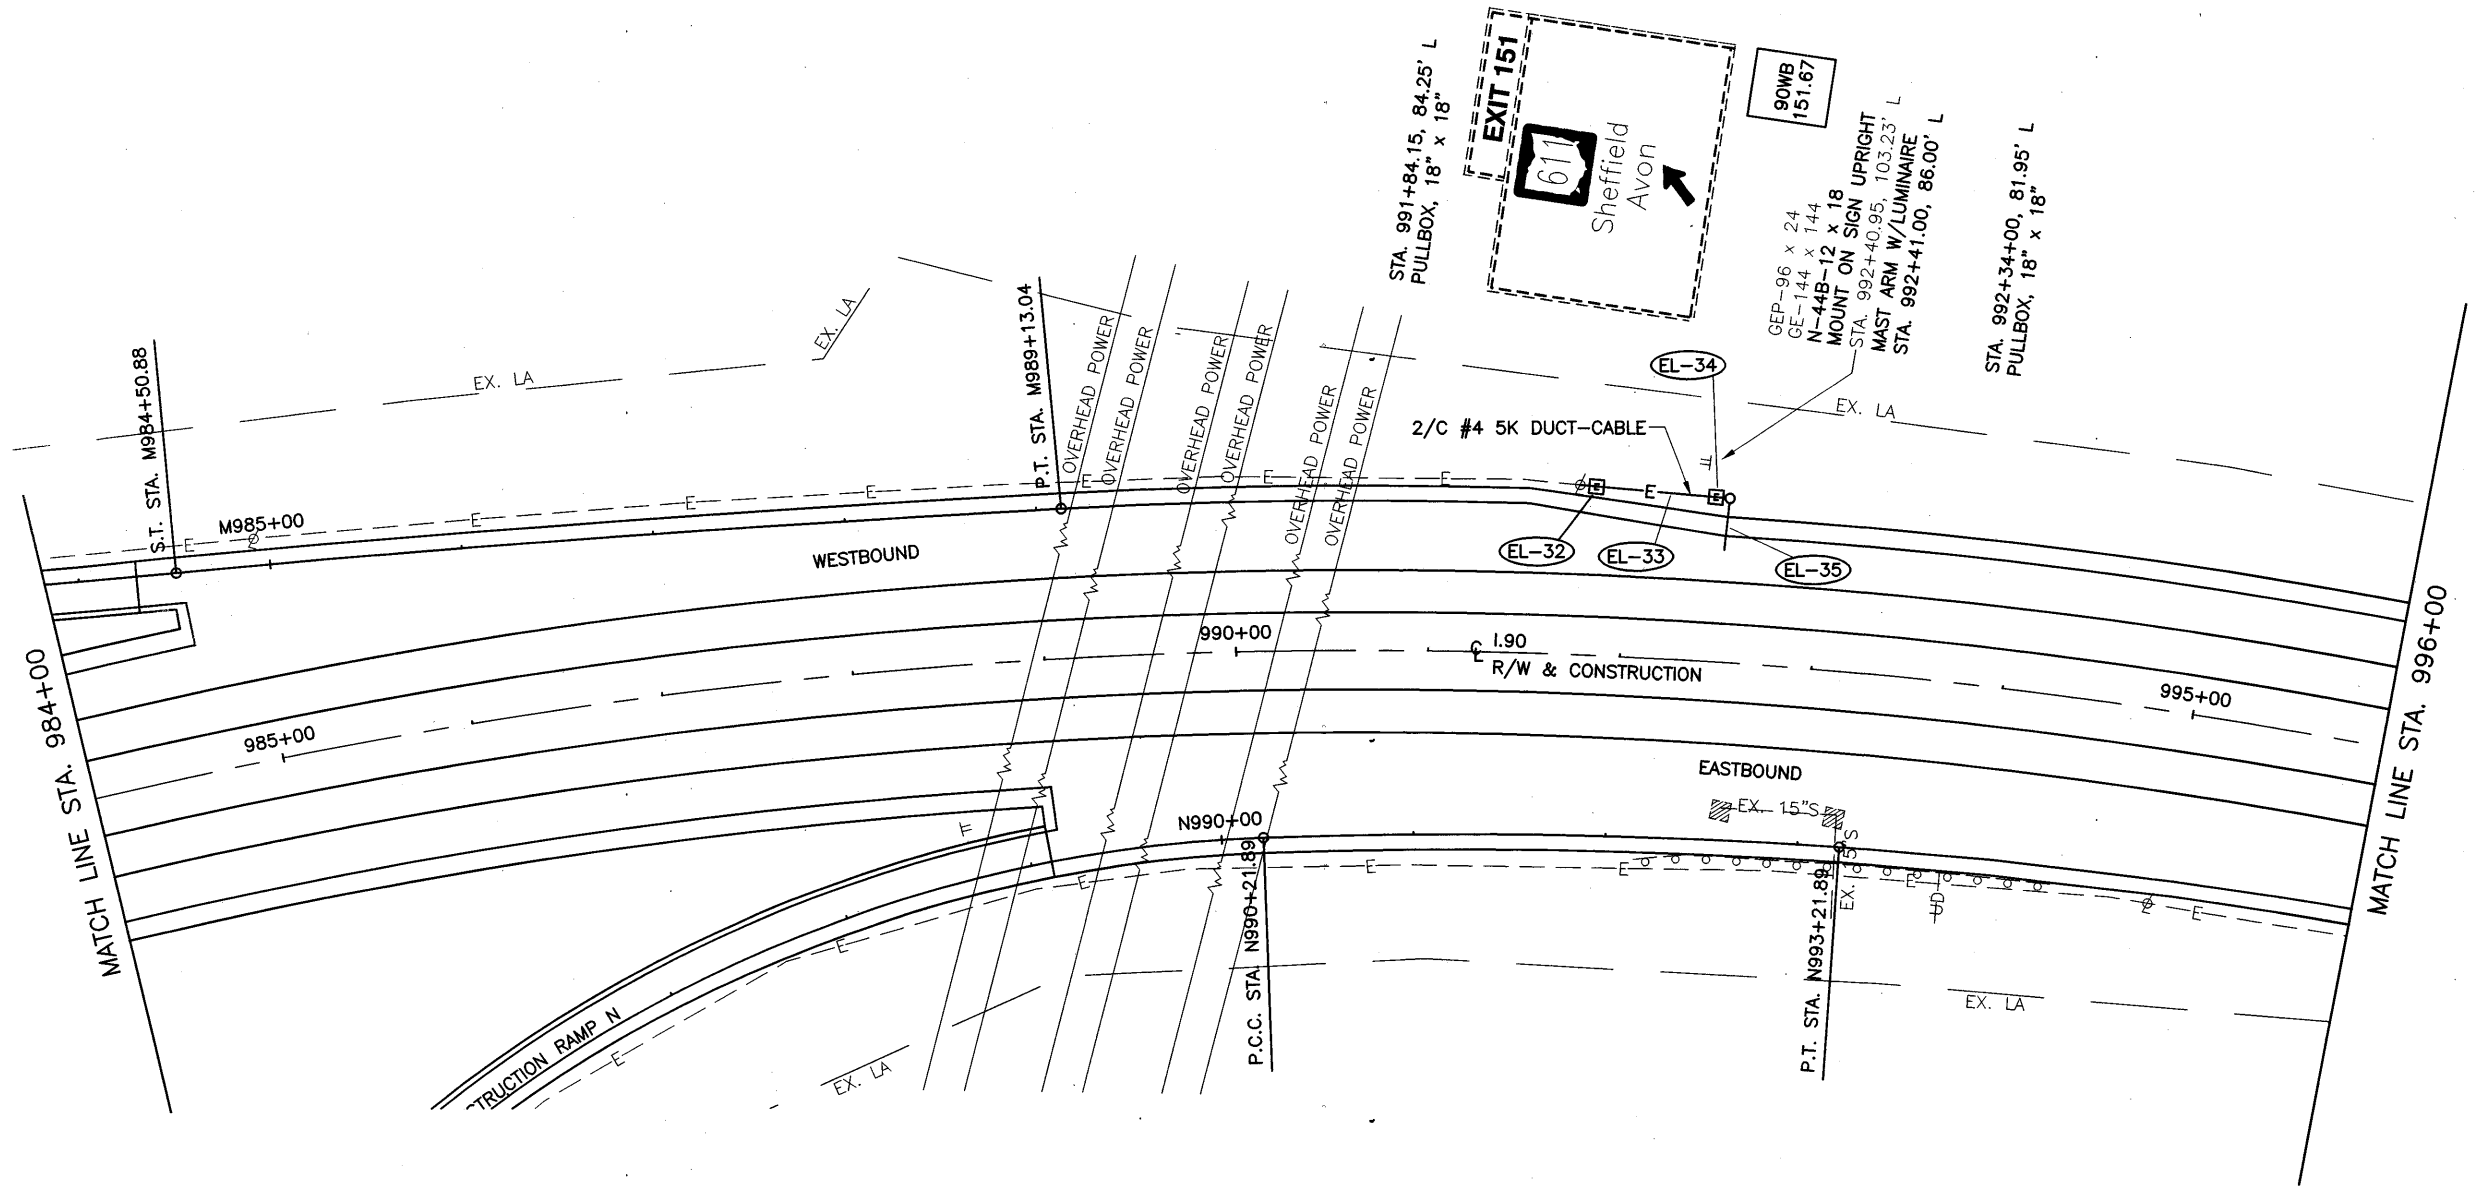 STA. 991+84.15, 84.25' L
PULLBOX, 18" x 18"
EXIT 151
611
Sheffield
Avon
90WB
151.67
GEP-96 x 24
GE-144 x 144
N-44B-12 x 18
MOUNT ON SIGN UPRIGHT
STA. 992+40.95, 103.23' L
MAST ARM W/LUMINAIRE
STA. 992+41.00, 86.00' L
STA. 992+34+00, 81.95' L
PULLBOX, 18" x 18"
S.T. STA. M984+50.88
EX. LA
EX. LA
P.T. STA. M989+13.04
OVERHEAD POWER
OVERHEAD POWER
OVERHEAD POWER
OVERHEAD POWER
OVERHEAD POWER
OVERHEAD POWER
EL-34
EX. LA
2/C #4 5K DUCT-CABLE
E
E
E
E
E
E
E
E
E
E
E
M985+00
WESTBOUND
EL-32
EL-33
EL-35
MATCH LINE STA. 984+00
985+00
990+00
℄ I.90
R/W & CONSTRUCTION
995+00
MATCH LINE STA. 996+00
EASTBOUND
EX. 15"S
EX. 15"S
N990+00
P.C.C. STA. N990+21.89
P.T. STA. N993+21.89
E
E
E
E
E
E
E
UD
TRUCTION RAMP N
EX. LA
EX. LA